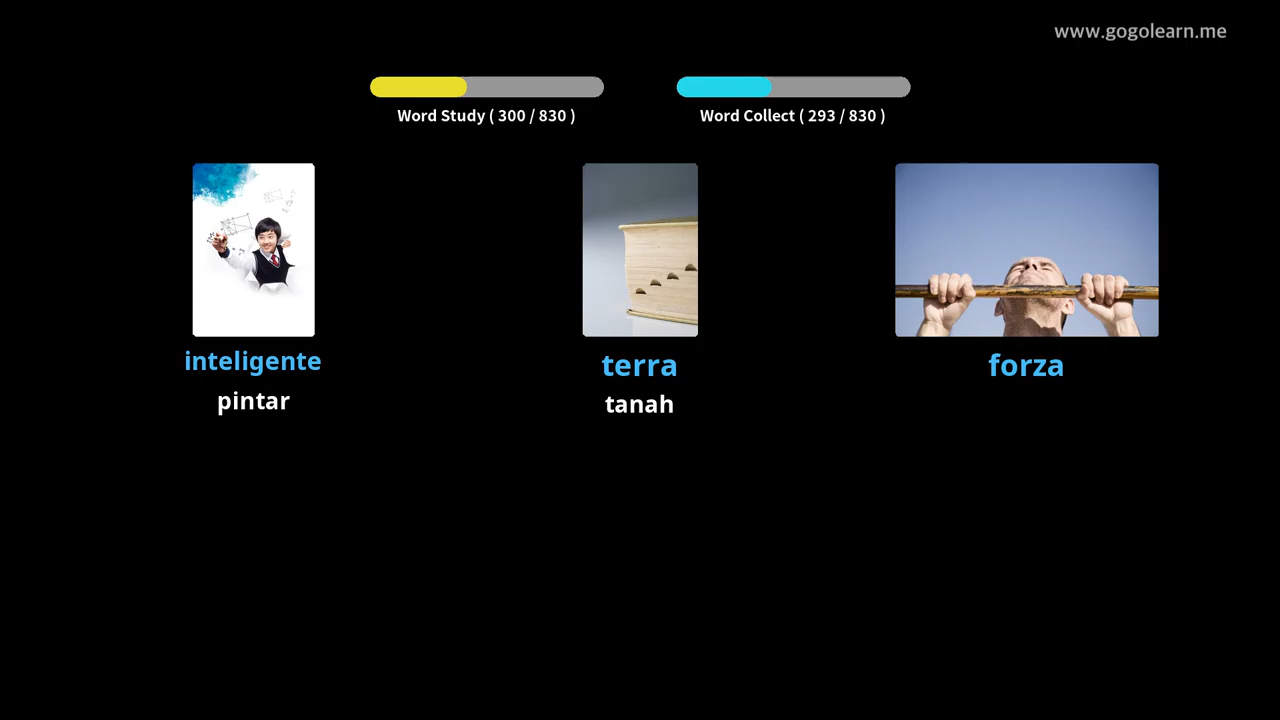 www.gogolearn.me
Word Study ( 300 / 830 )
Word Collect ( 293 / 830 )
inteligente
pintar
terra
tanah
forza